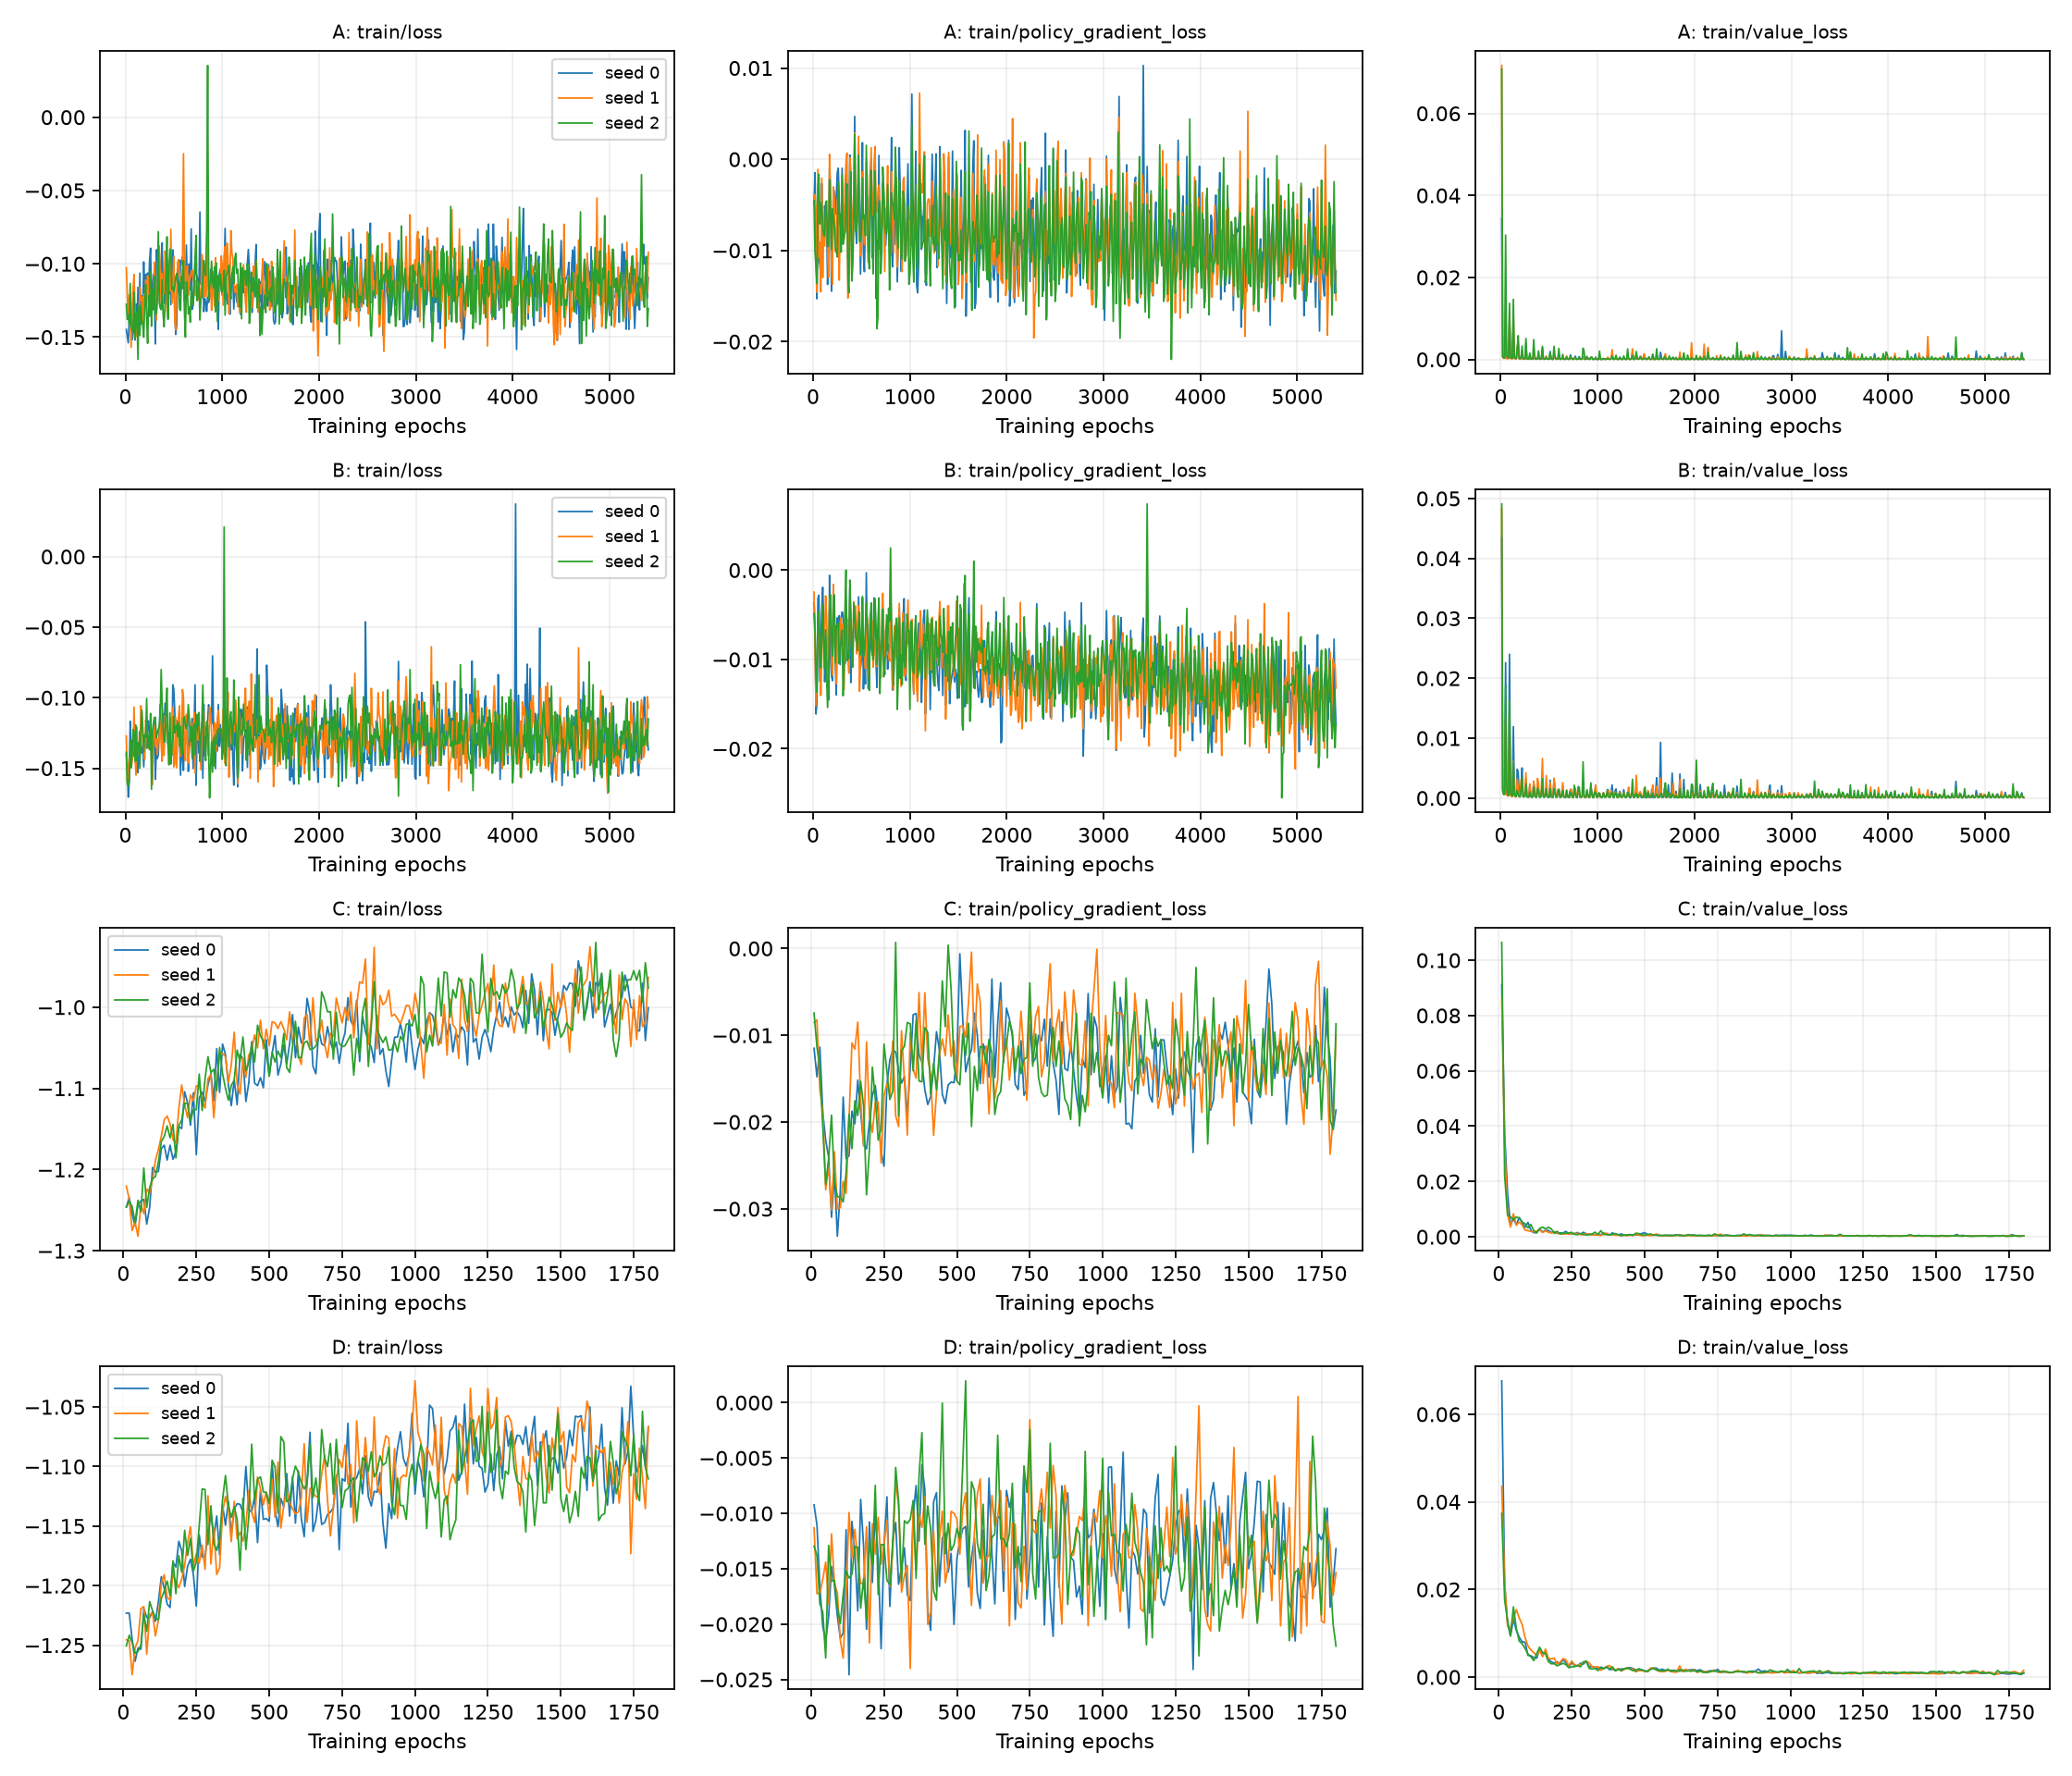 A: train/loss
0.00
−0.05
−0.10
−0.15
seed 0
seed 1
seed 2
0 1000 2000 3000 4000 5000
Training epochs
A: train/policy_gradient_loss
0.01
0.00
−0.01
−0.02
0 1000 2000 3000 4000 5000
Training epochs
A: train/value_loss
0.06
0.04
0.02
0.00
0 1000 2000 3000 4000 5000
Training epochs
B: train/loss
0.00
−0.05
−0.10
−0.15
seed 0
seed 1
seed 2
0 1000 2000 3000 4000 5000
Training epochs
B: train/policy_gradient_loss
0.00
−0.01
−0.02
0 1000 2000 3000 4000 5000
Training epochs
B: train/value_loss
0.05
0.04
0.03
0.02
0.01
0.00
0 1000 2000 3000 4000 5000
Training epochs
C: train/loss
−1.0
−1.1
−1.2
−1.3
seed 0
seed 1
seed 2
0 250 500 750 1000 1250 1500 1750
Training epochs
C: train/policy_gradient_loss
0.00
−0.01
−0.02
−0.03
0 250 500 750 1000 1250 1500 1750
Training epochs
C: train/value_loss
0.10
0.08
0.06
0.04
0.02
0.00
0 250 500 750 1000 1250 1500 1750
Training epochs
D: train/loss
−1.05
−1.10
−1.15
−1.20
−1.25
seed 0
seed 1
seed 2
0 250 500 750 1000 1250 1500 1750
Training epochs
D: train/policy_gradient_loss
0.000
−0.005
−0.010
−0.015
−0.020
−0.025
0 250 500 750 1000 1250 1500 1750
Training epochs
D: train/value_loss
0.06
0.04
0.02
0.00
0 250 500 750 1000 1250 1500 1750
Training epochs